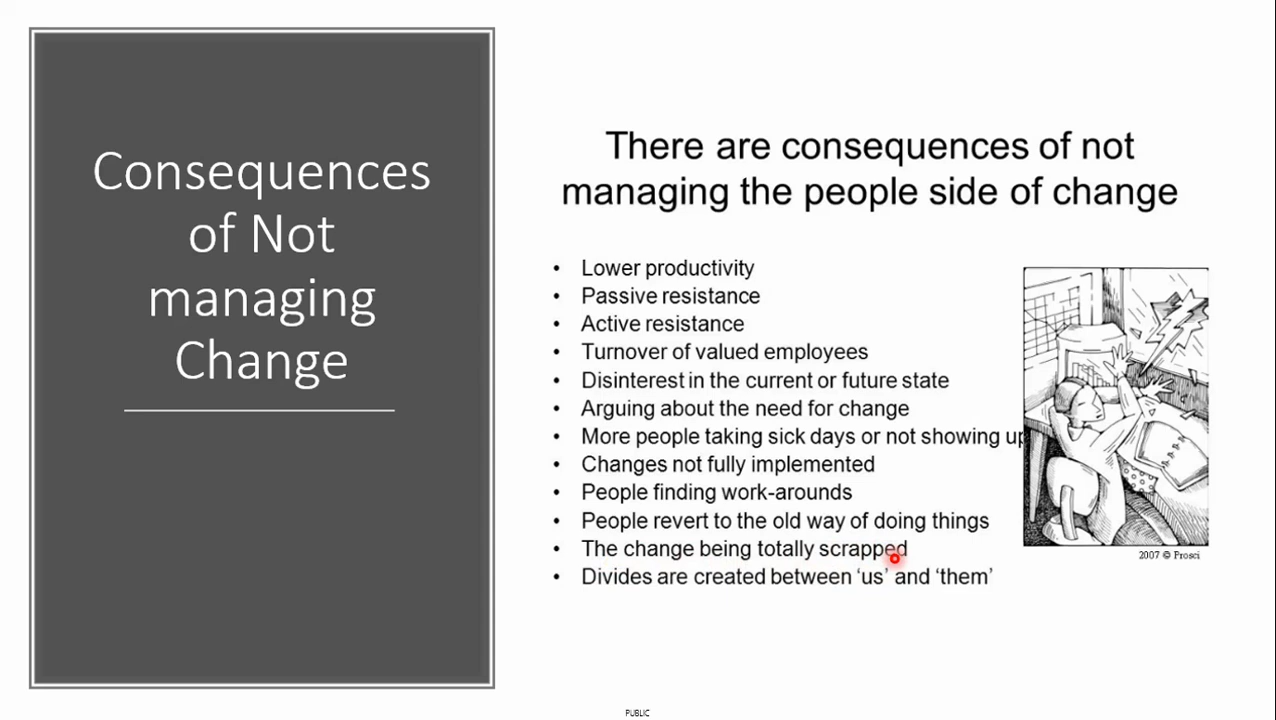 Consequences
of Not
managing
Change
There are consequences of not
managing the people side of change
• Lower productivity
• Passive resistance
• Active resistance
• Turnover of valued employees
• Disinterest in the current or future state
• Arguing about the need for change
• More people taking sick days or not showing up
• Changes not fully implemented
• People finding work-arounds
• People revert to the old way of doing things
• The change being totally scrapped
• Divides are created between ‘us’ and ‘them’
2007 © Prosci
PUBLIC